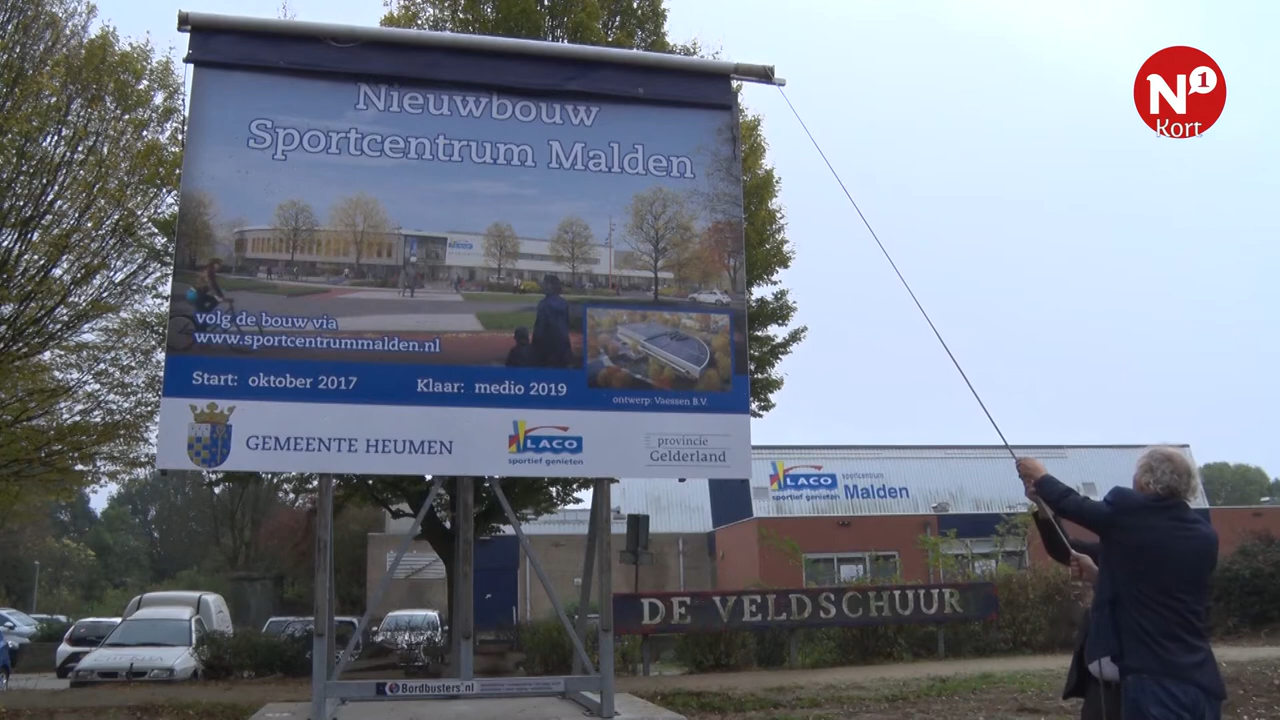 Nieuwbouw
Sportcentrum Malden
volg de bouw via
www.sportcentrummalden.nl
Start: oktober 2017
Klaar: medio 2019
ontwerp: Vaessen B.V.
GEMEENTE HEUMEN
LACO
sportief genieten
provincie
Gelderland
N1
Kort
LACO
sportief genieten
sportcentrum
Malden
DE VELDSCHUUR
Bordbusters.nl